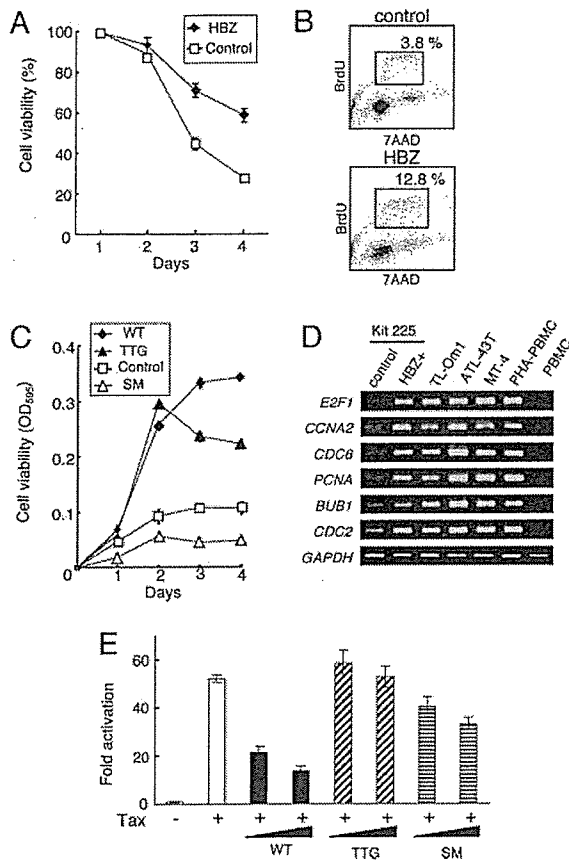 A
HBZ
Control
Cell viability (%)
100
80
60
40
20
0
1 2 3 4
Days
B
control
3.8 %
BrdU
7AAD
HBZ
12.8 %
BrdU
7AAD
C
WT
TTG
Control
SM
Cell viability (OD595)
0.4
0.3
0.2
0.1
0
1 2 3 4
Days
D
Kit 225
control
HBZ+
TL-Om1
ATL-43T
MT-4
PHA-PBMC
PBMC
E2F1
CCNA2
CDC6
PCNA
BUB1
CDC2
GAPDH
E
Fold activation
60
40
20
0
Tax - + + + + + + +
WT TTG SM